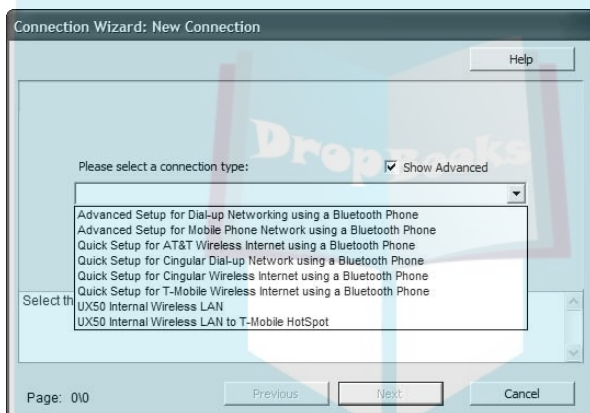 Connection Wizard: New Connection
Help
DropBooks
Please select a connection type:
Show Advanced
Advanced Setup for Dial-up Networking using a Bluetooth Phone
Advanced Setup for Mobile Phone Network using a Bluetooth Phone
Quick Setup for AT&T Wireless Internet using a Bluetooth Phone
Quick Setup for Cingular Dial-up Network using a Bluetooth Phone
Quick Setup for Cingular Wireless Internet using a Bluetooth Phone
Quick Setup for T-Mobile Wireless Internet using a Bluetooth Phone
UX50 Internal Wireless LAN
UX50 Internal Wireless LAN to T-Mobile HotSpot
Select th
Page: 0\0
Previous
Next
Cancel